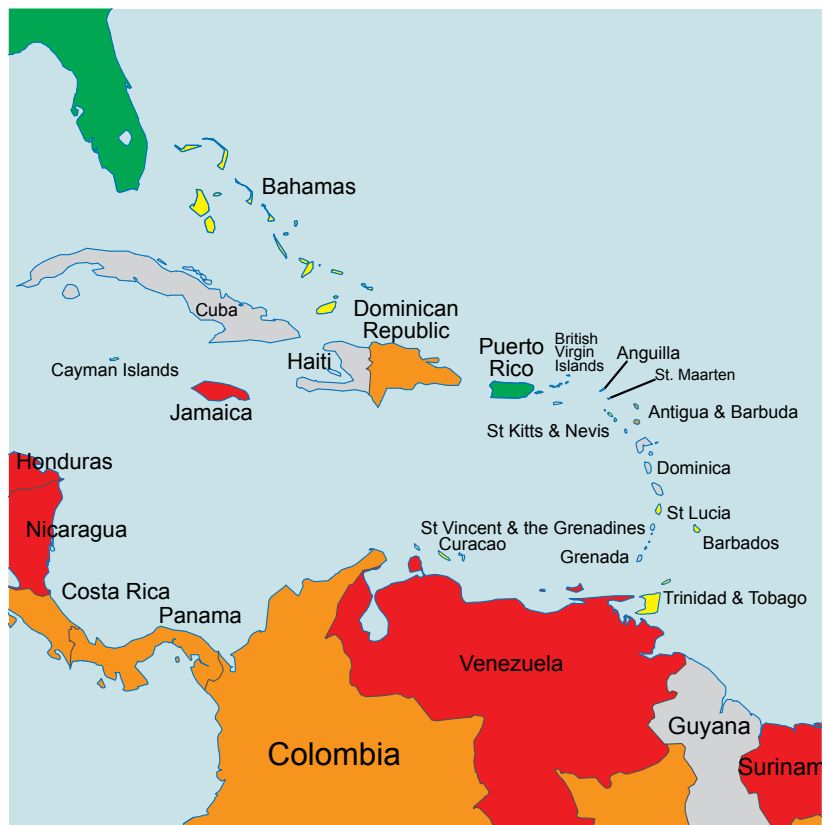 Bahamas
Cuba
Dominican
Republic
Haiti
Cayman Islands
Jamaica
Puerto
Rico
British
Virgin
Islands
Anguilla
St. Maarten
Antigua & Barbuda
St Kitts & Nevis
Dominica
Honduras
Nicaragua
St Lucia
St Vincent & the Grenadines
Barbados
Curacao
Grenada
Costa Rica
Panama
Trinidad & Tobago
Venezuela
Guyana
Colombia
Surinam